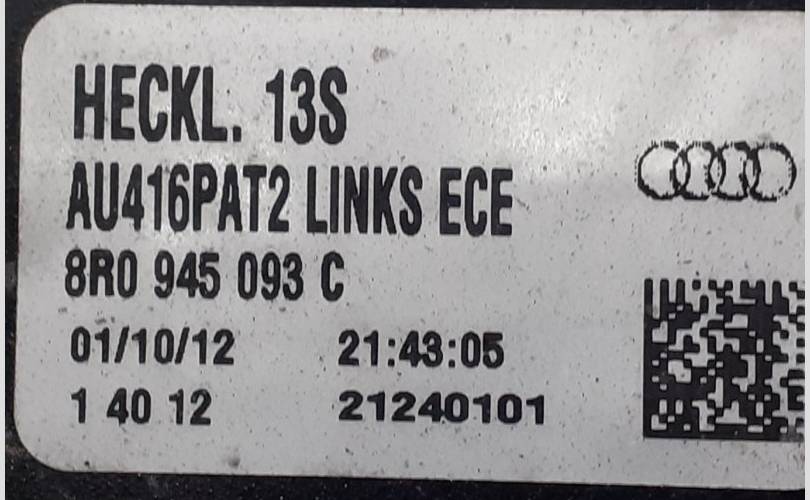 HECKL. 13S
AU416PAT2 LINKS ECE
8R0 945 093 C
01/10/12 21:43:05
1 40 12 21240101